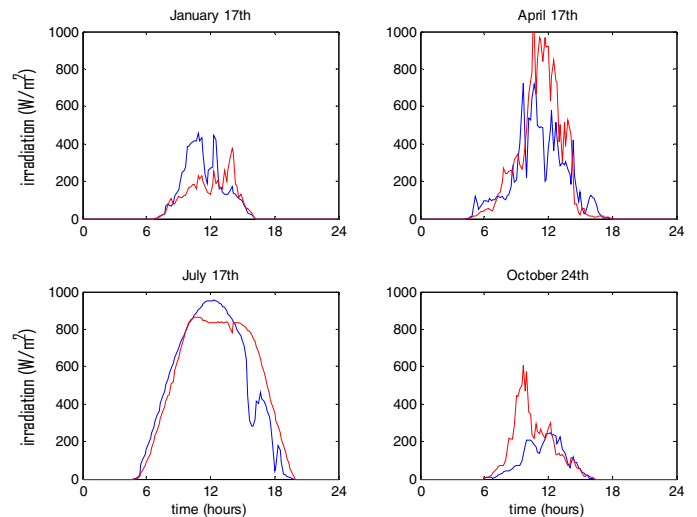 January 17th
irradiation (W/m²)
1000
800
600
400
200
0
0 6 12 18 24
April 17th
1000
800
600
400
200
0
0 6 12 18 24
July 17th
irradiation (W/m²)
1000
800
600
400
200
0
0 6 12 18 24
time (hours)
October 24th
1000
800
600
400
200
0
0 6 12 18 24
time (hours)